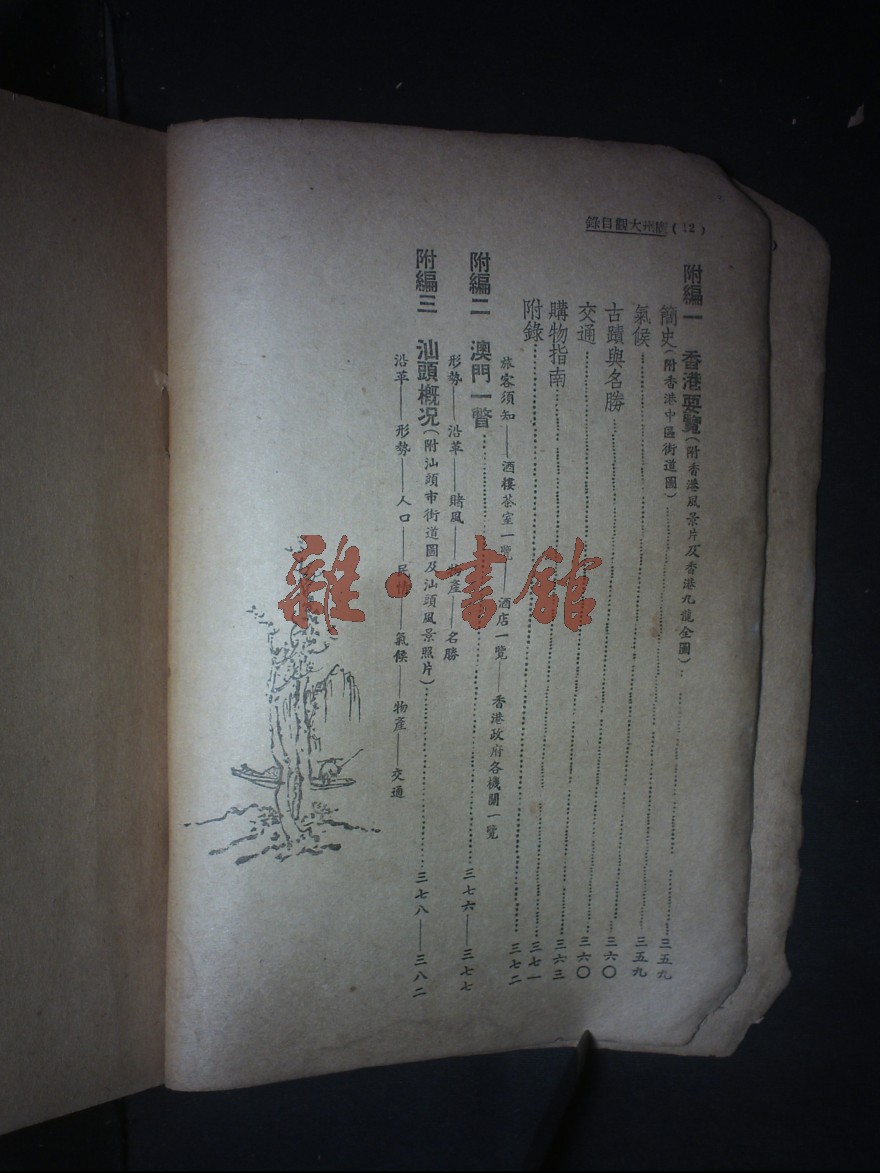 (12)廣州大觀目錄
附編一 香港要覽(附香港風景片及香港九龍全圖)
簡史(附香港中區街道圖)……三五九
氣候……三五九
古蹟與名勝……三六〇
交通……三六〇
購物指南……三六三
附錄……三七一
三七二
旅客須知——酒樓茶室一覽——酒店一覽——香港政府各機關一覽
附編二 澳門一瞥……三七六——三七七
形勢——沿革——賭風——物產——名勝
附編三 汕頭概况(附汕頭市街道圖及汕頭風景照片)……三七八——三八二
沿革——形勢——人口——民情——氣候——物產——交通
雜·書館